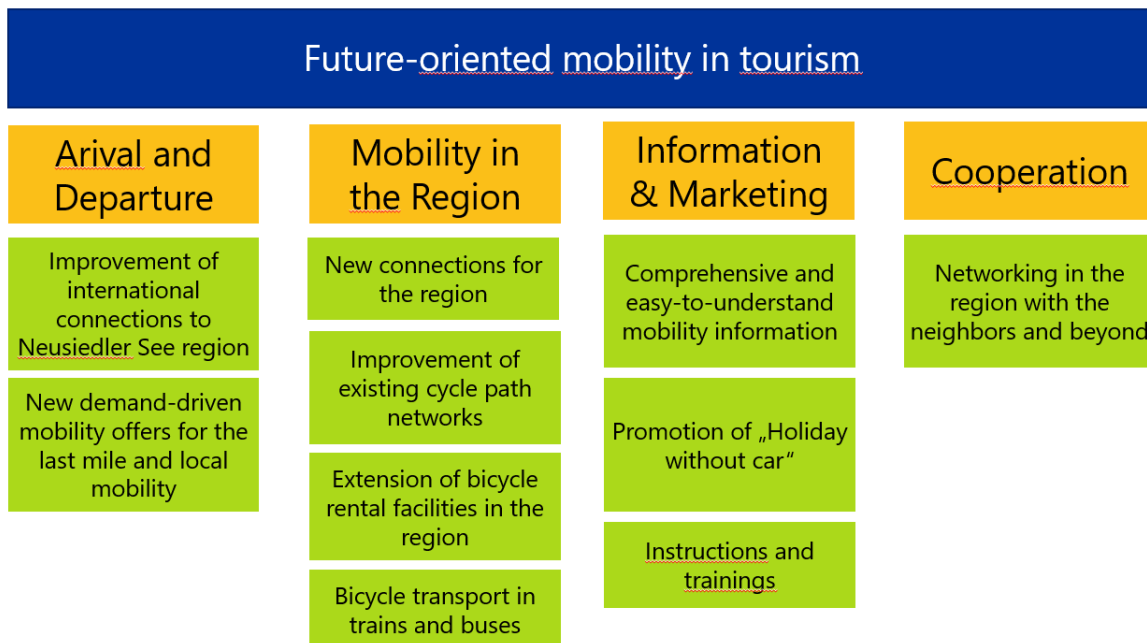 Future-oriented mobility in tourism
Arival and
Departure
Improvement of
international
connections to
Neusiedler See region
New demand-driven
mobility offers for the
last mile and local
mobility
Mobility in
the Region
New connections for
the region
Improvement of
existing cycle path
networks
Extension of bicycle
rental facilities in the
region
Bicycle transport in
trains and buses
Information
& Marketing
Comprehensive and
easy-to-understand
mobility information
Promotion of „Holiday
without car“
Instructions and
trainings
Cooperation
Networking in the
region with the
neighbors and beyond